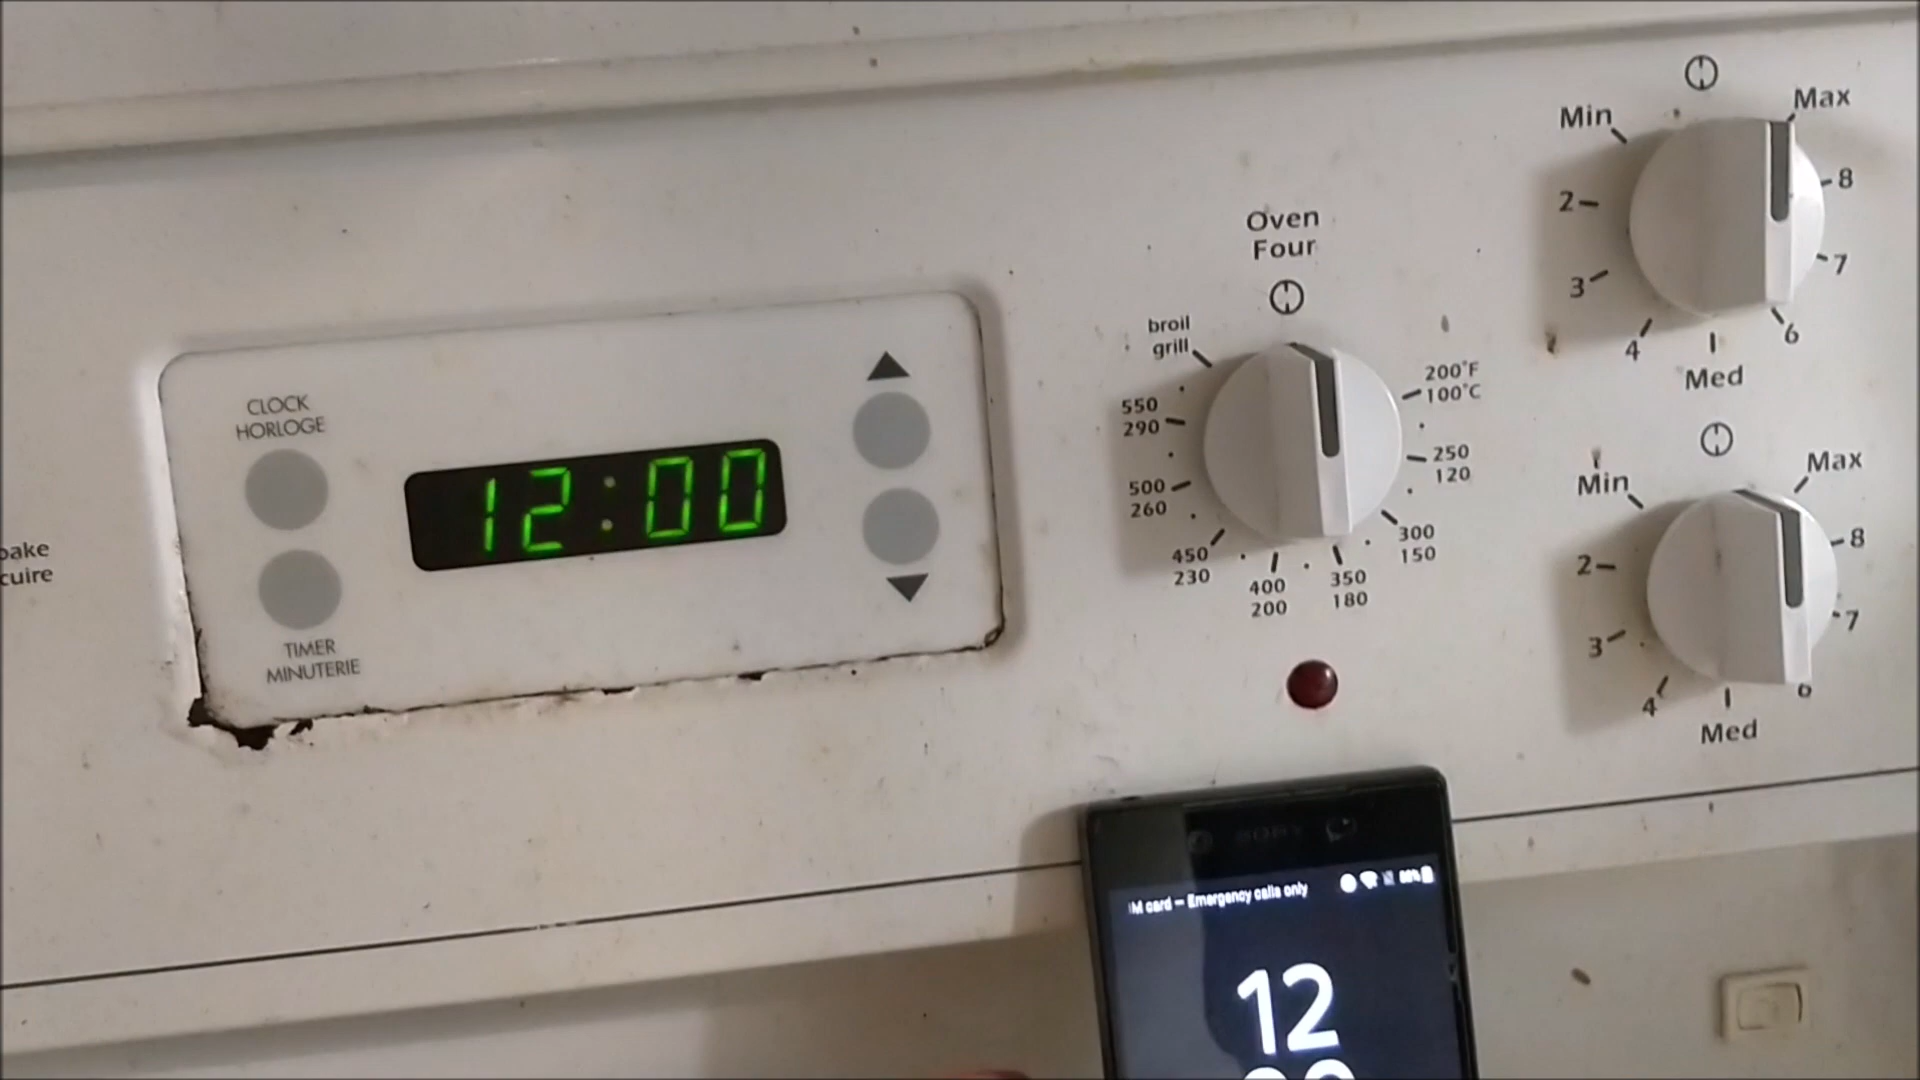 CLOCK
HORLOGE
12:00
TIMER
MINUTERIE
cuire
Oven
Four
broil
grill
550
290
500
260
450
230
400
200
350
180
300
150
250
120
200°F
100°C
Min
2
3
4
Med
6
7
8
Max
Min
2
3
4
Med
6
7
8
Max
SONY
card – Emergency calls only
12